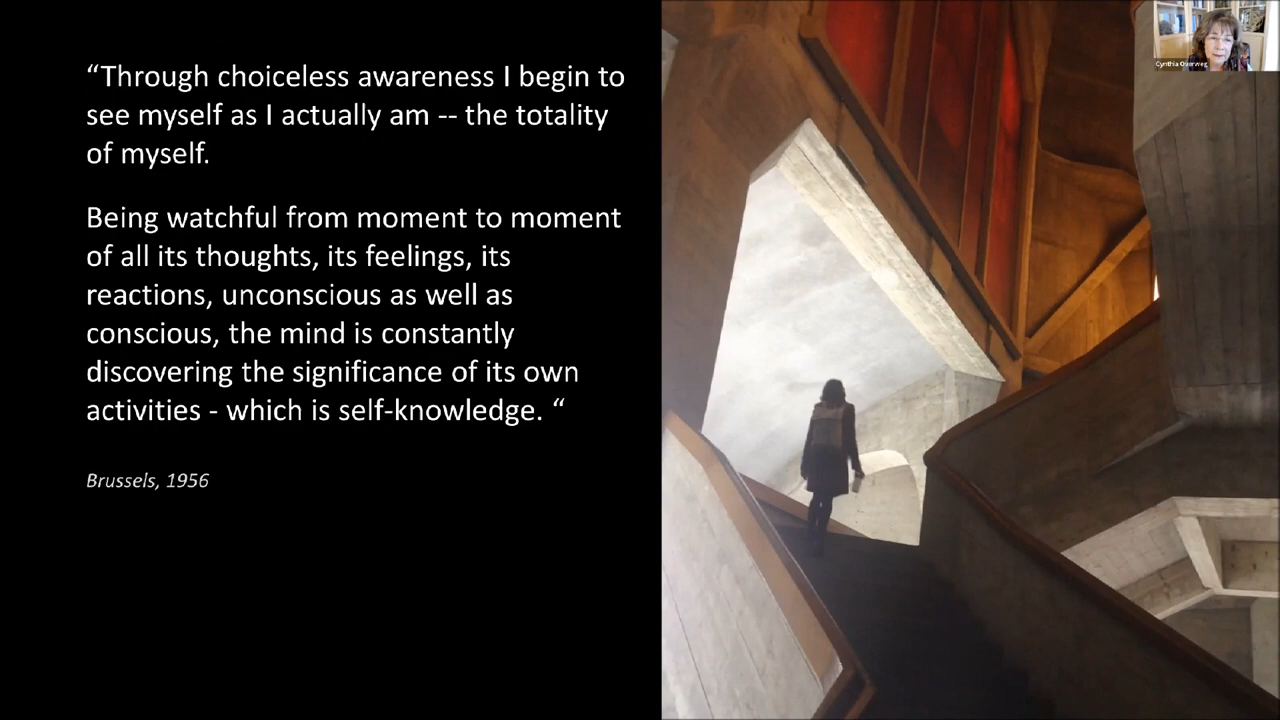 “Through choiceless awareness I begin to
see myself as I actually am -- the totality
of myself.
Being watchful from moment to moment
of all its thoughts, its feelings, its
reactions, unconscious as well as
conscious, the mind is constantly
discovering the significance of its own
activities - which is self-knowledge. “
Brussels, 1956
Cynthia Overweg